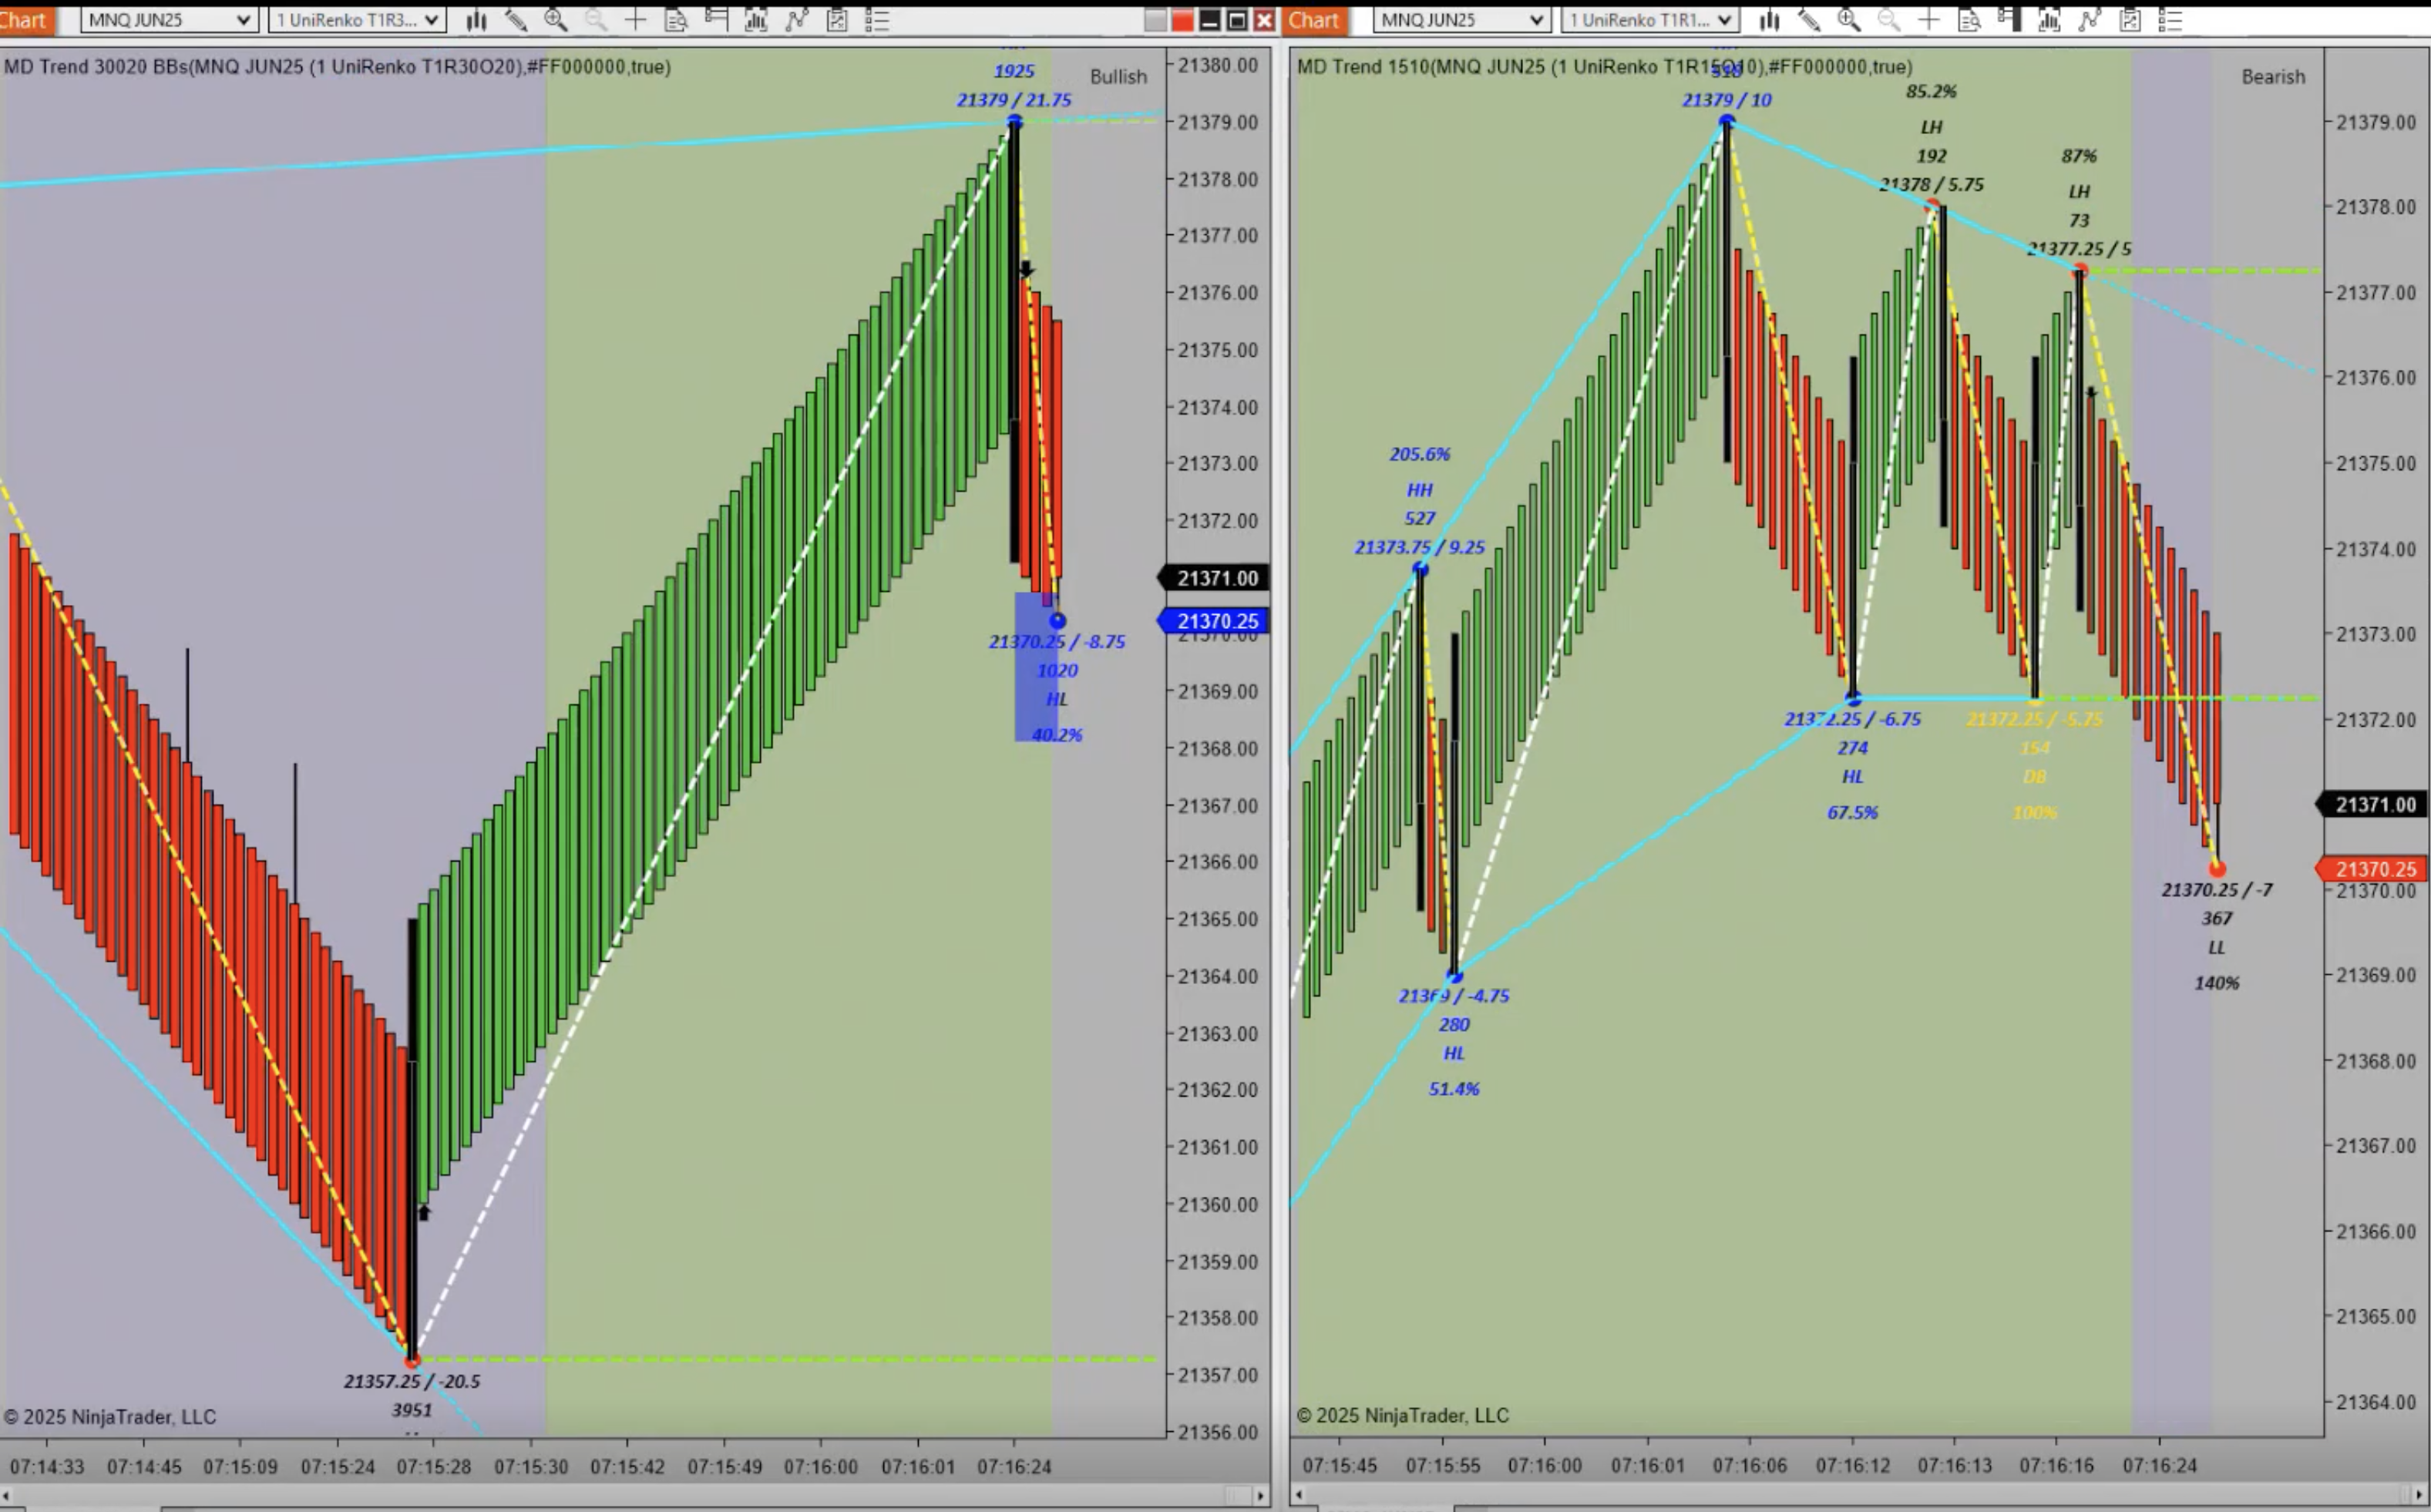 Chart
MNQ JUN25
1 UniRenko T1R3...
MD Trend 30020 BBs(MNQ JUN25 (1 UniRenko T1R30O20),#FF000000,true)
Bullish
1925
21379 / 21.75
21370.25 / -8.75
1020
HL
40.2%
21357.25 / -20.5
3951
© 2025 NinjaTrader, LLC
21380.00
21379.00
21378.00
21377.00
21376.00
21375.00
21374.00
21373.00
21372.00
21371.00
21370.25
21370.00
21369.00
21368.00
21367.00
21366.00
21365.00
21364.00
21363.00
21362.00
21361.00
21360.00
21359.00
21358.00
21357.00
21356.00
07:14:33 07:14:45 07:15:09 07:15:24 07:15:28 07:15:30 07:15:42 07:15:49 07:16:00 07:16:01 07:16:24
Chart
MNQ JUN25
1 UniRenko T1R1...
MD Trend 1510(MNQ JUN25 (1 UniRenko T1R15O10),#FF000000,true)
Bearish
21379 / 10
85.2%
LH
192
21378 / 5.75
87%
LH
73
21377.25 / 5
205.6%
HH
527
21373.75 / 9.25
21372.25 / -6.75
274
HL
67.5%
21372.25 / -5.75
154
DB
100%
21370.25 / -7
367
LL
140%
21369 / -4.75
280
HL
51.4%
© 2025 NinjaTrader, LLC
21379.00
21378.00
21377.00
21376.00
21375.00
21374.00
21373.00
21372.00
21371.00
21370.25
21370.00
21369.00
21368.00
21367.00
21366.00
21365.00
21364.00
07:15:45 07:15:55 07:16:00 07:16:01 07:16:06 07:16:12 07:16:13 07:16:16 07:16:24